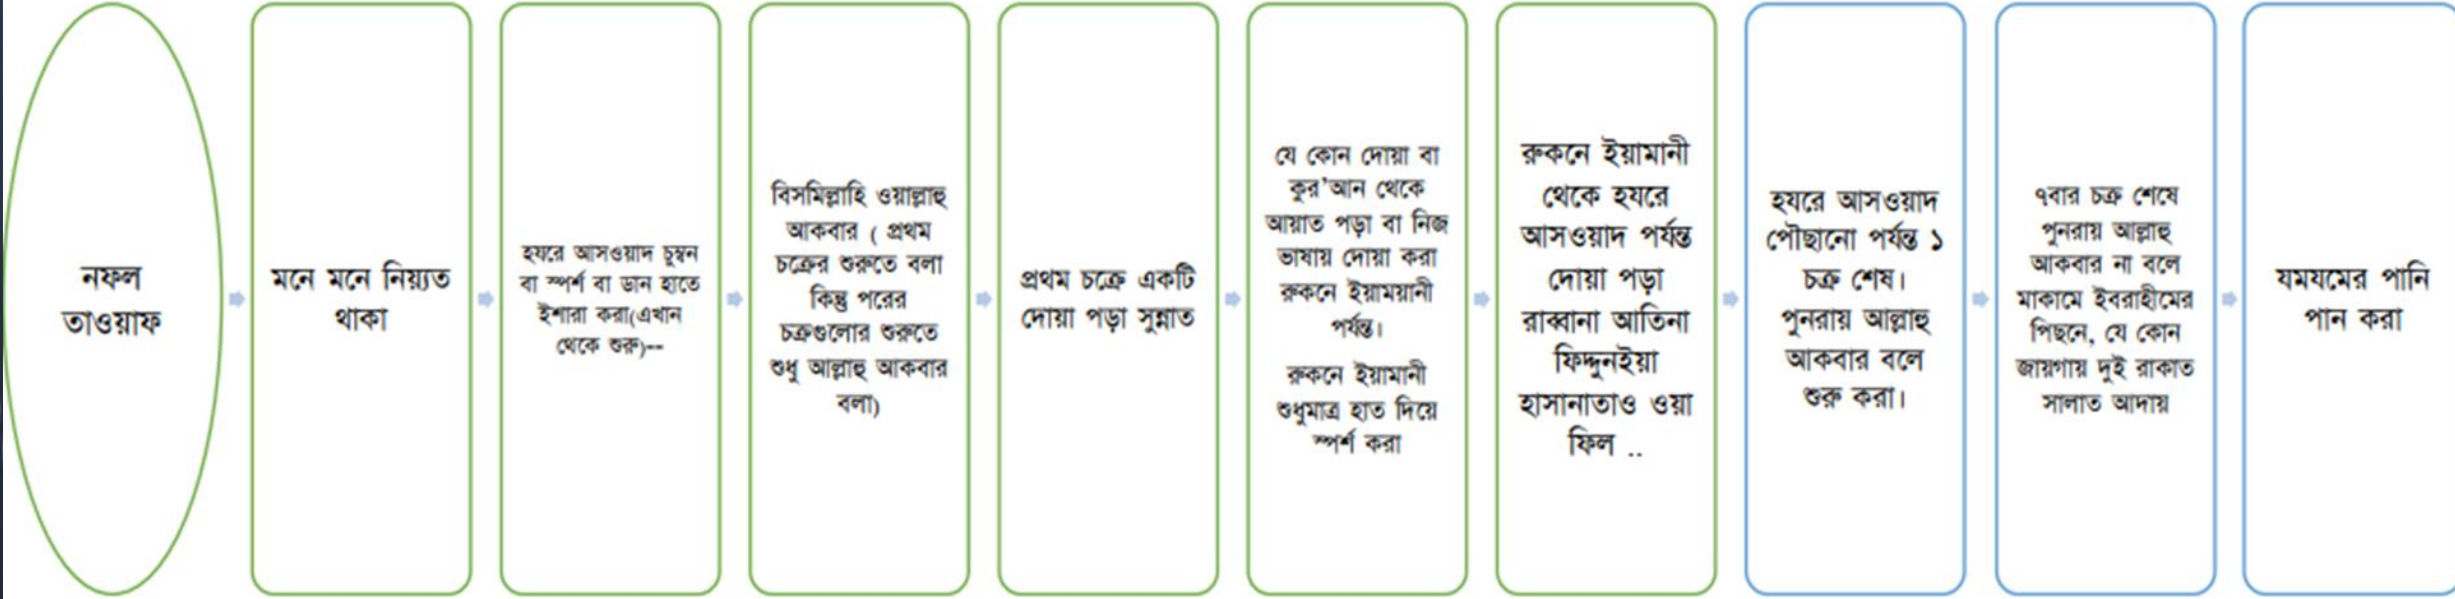 নফল
তাওয়াফ
মনে মনে নিয়্যত
থাকা
হযরে আসওয়াদ চুম্বন
বা স্পর্শ বা ডান হাতে
ইশারা করা(এখান
থেকে শুরু)--
বিসমিল্লাহি ওয়াল্লাহু
আকবার ( প্রথম
চক্রের শুরুতে বলা
কিন্তু পরের
চক্রগুলোর শুরুতে
শুধু আল্লাহু আকবার
বলা)
প্রথম চক্রে একটি
দোয়া পড়া সুন্নাত
যে কোন দোয়া বা
কুর’আন থেকে
আয়াত পড়া বা নিজ
ভাষায় দোয়া করা
রুকনে ইয়াময়ানী
পর্যন্ত।
রুকনে ইয়ামানী
শুধুমাত্র হাত দিয়ে
স্পর্শ করা
রুকনে ইয়ামানী
থেকে হযরে
আসওয়াদ পর্যন্ত
দোয়া পড়া
রাব্বানা আতিনা
ফিদ্দুনইয়া
হাসানাতাও ওয়া
ফিল ..
হযরে আসওয়াদ
পৌছানো পর্যন্ত ১
চক্র শেষ।
পুনরায় আল্লাহু
আকবার বলে
শুরু করা।
৭বার চক্র শেষে
পুনরায় আল্লাহু
আকবার না বলে
মাকামে ইবরাহীমের
পিছনে, যে কোন
জায়গায় দুই রাকাত
সালাত আদায়
যমযমের পানি
পান করা